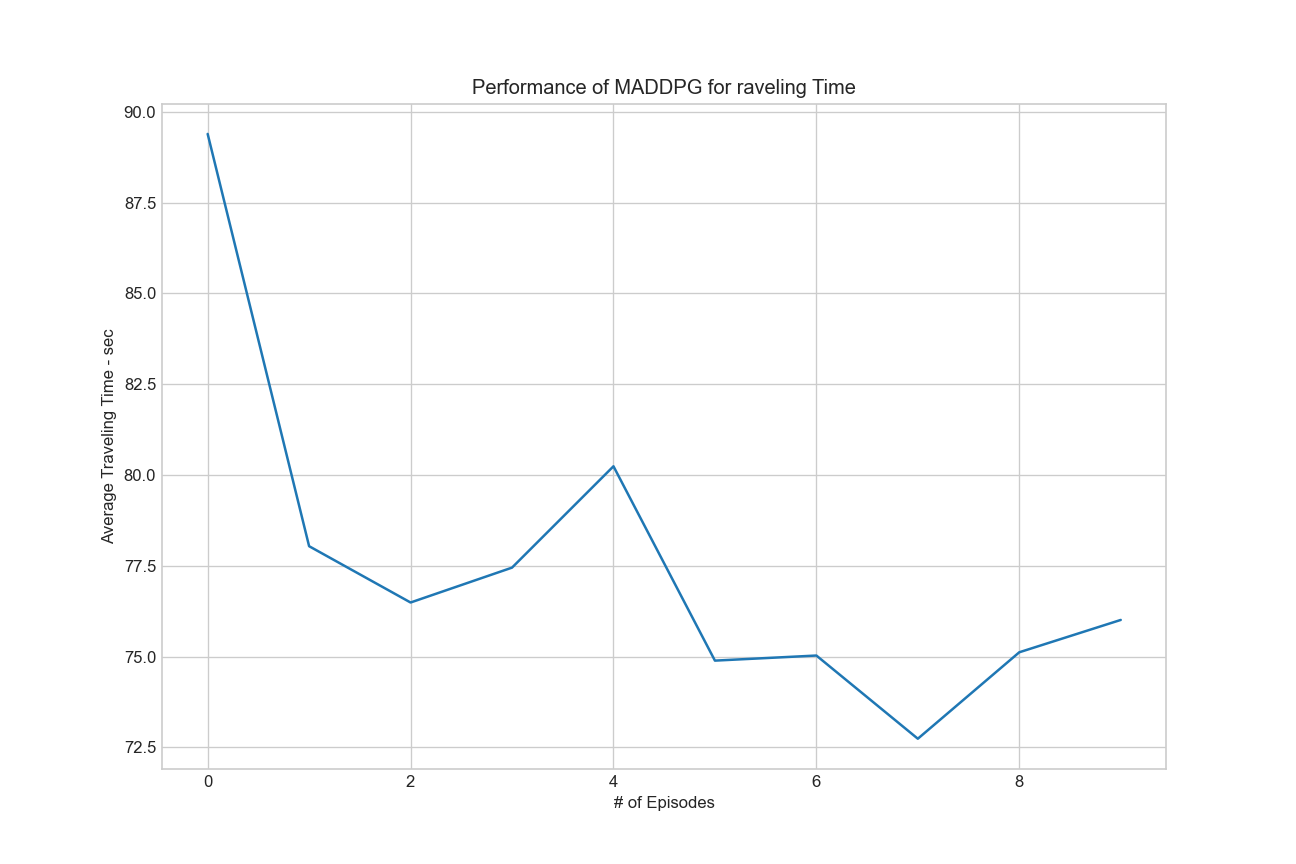 Performance of MADDPG for raveling Time
90.0
87.5
85.0
82.5
80.0
77.5
75.0
72.5
Average Traveling Time - sec
0 2 4 6 8
# of Episodes